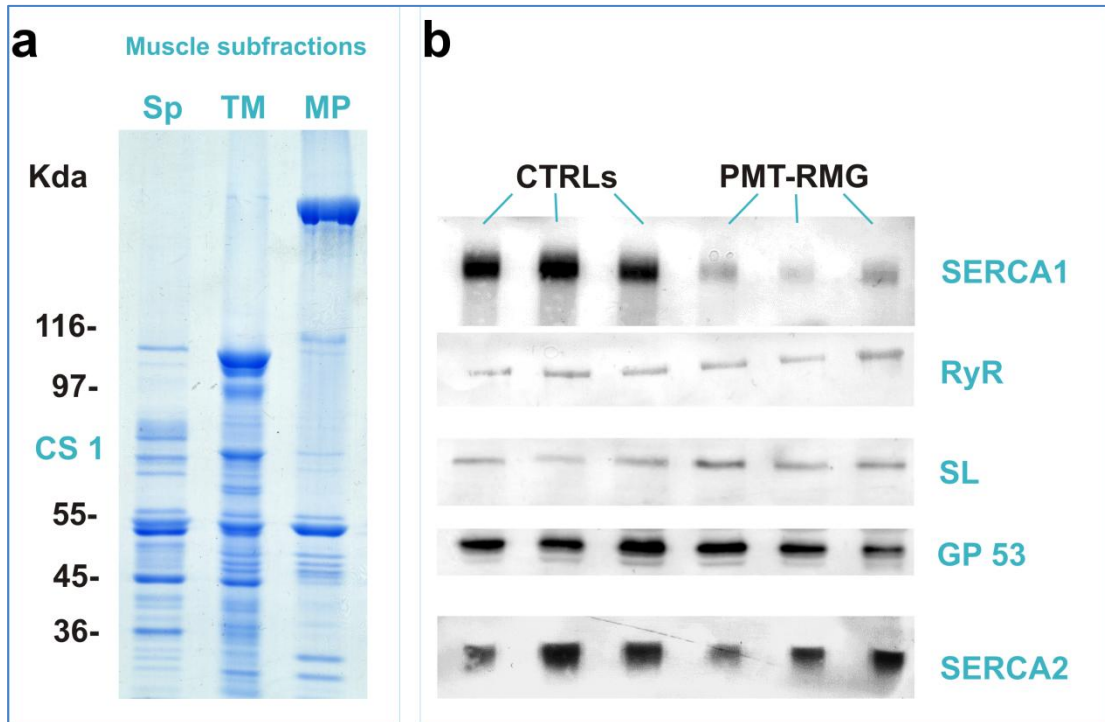 a
Muscle subfractions
Sp TM MP
Kda
116-
97-
CS 1
55-
45-
36-
b
CTRLs PMT-RMG
SERCA1
RyR
SL
GP 53
SERCA2